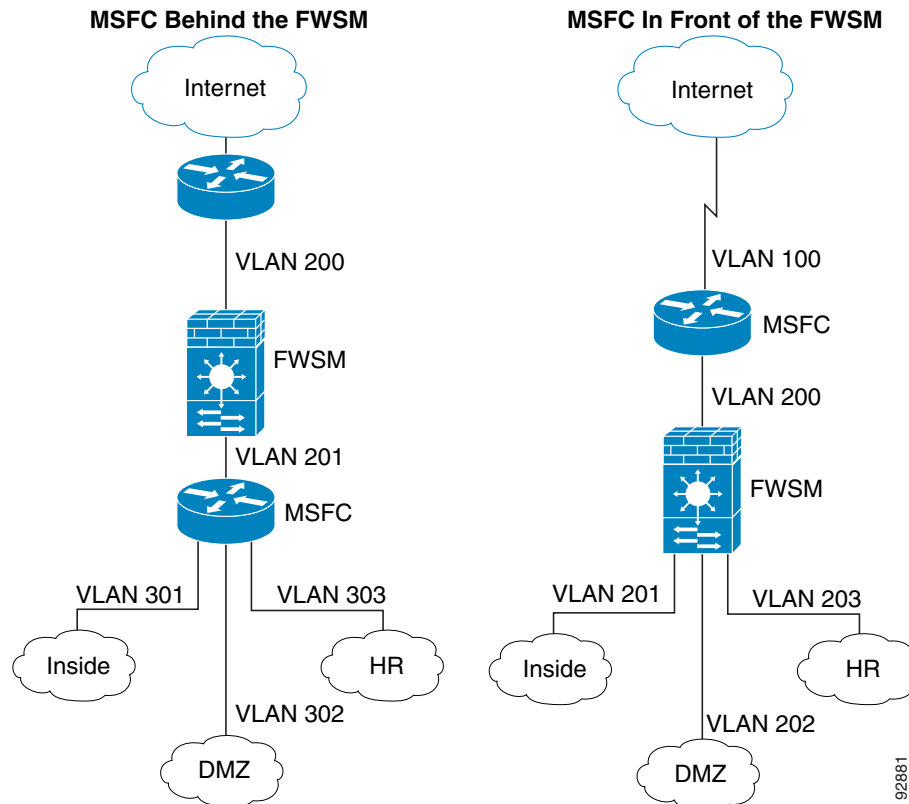 MSFC Behind the FWSM
Internet
VLAN 200
FWSM
VLAN 201
MSFC
VLAN 301
VLAN 303
Inside
HR
VLAN 302
DMZ
MSFC In Front of the FWSM
Internet
VLAN 100
MSFC
VLAN 200
FWSM
VLAN 201
VLAN 203
Inside
HR
VLAN 202
DMZ
92881